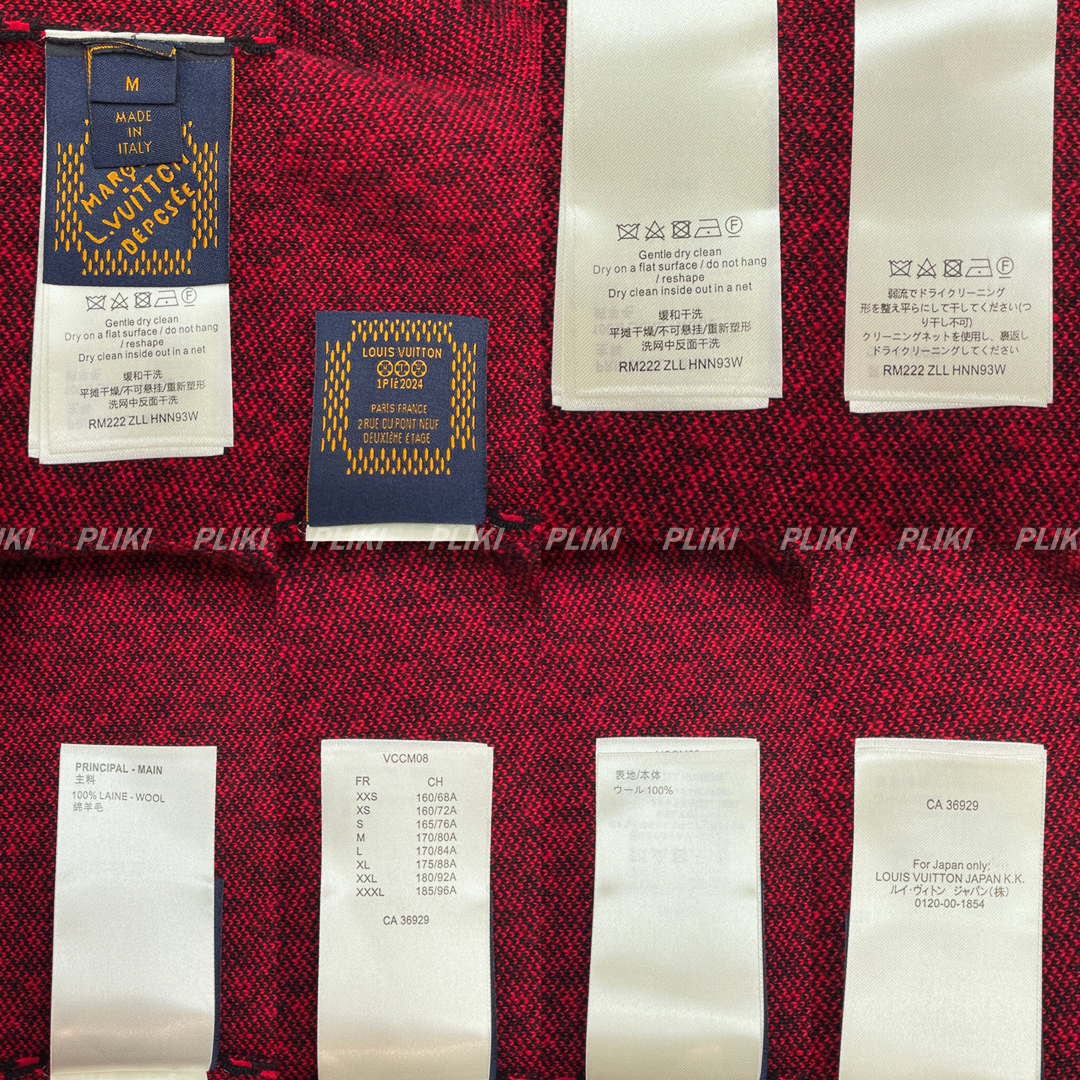 M
MADE
IN
ITALY
MARQ
L.VUITTON
DÉPOSÉE
Gentle dry clean
Dry on a flat surface / do not hang
/ reshape
Dry clean inside out in a net
缓和干洗
平摊干燥/不可悬挂/重新塑形
洗网中反面干洗
RM222 ZLL HNN93W
LOUIS VUITTON
1Plé2024
PARIS FRANCE
2 RUE DU PONT NEUF
DEUXIÈME ÉTAGE
F
Gentle dry clean
Dry on a flat surface / do not hang
/ reshape
Dry clean inside out in a net
缓和干洗
平摊干燥/不可悬挂/重新塑形
洗网中反面干洗
RM222 ZLL HNN93W
F
弱流でドライクリーニング
形を整え平らにして干してください(つ
り干し不可)
クリーニングネットを使用し、裏返し
ドライクリーニングしてください
RM222 ZLL HNN93W
PLIKI PLIKI PLIKI PLIKI PLIKI PLIKI PLIKI PLIKI
PRINCIPAL - MAIN
主料
100% LAINE - WOOL
绵羊毛
VCCM08
FR CH
XXS 160/68A
XS 160/72A
S 165/76A
M 170/80A
L 170/84A
XL 175/88A
XXL 180/92A
XXXL 185/96A
CA 36929
表地/本体
ウール 100%
CA 36929
For Japan only:
LOUIS VUITTON JAPAN K.K.
ルイ・ヴィトン ジャパン(株)
0120-00-1854